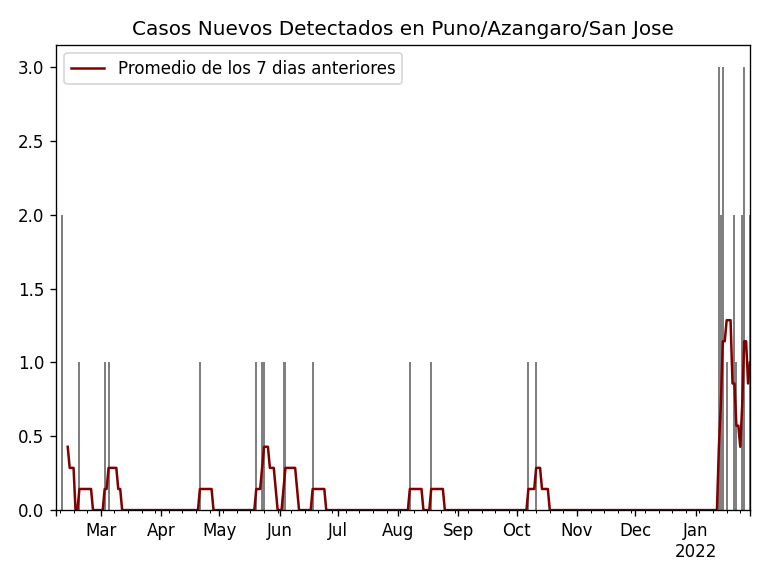 Casos Nuevos Detectados en Puno/Azangaro/San Jose
Promedio de los 7 dias anteriores
3.0
2.5
2.0
1.5
1.0
0.5
0.0
Mar Apr May Jun Jul Aug Sep Oct Nov Dec Jan
2022